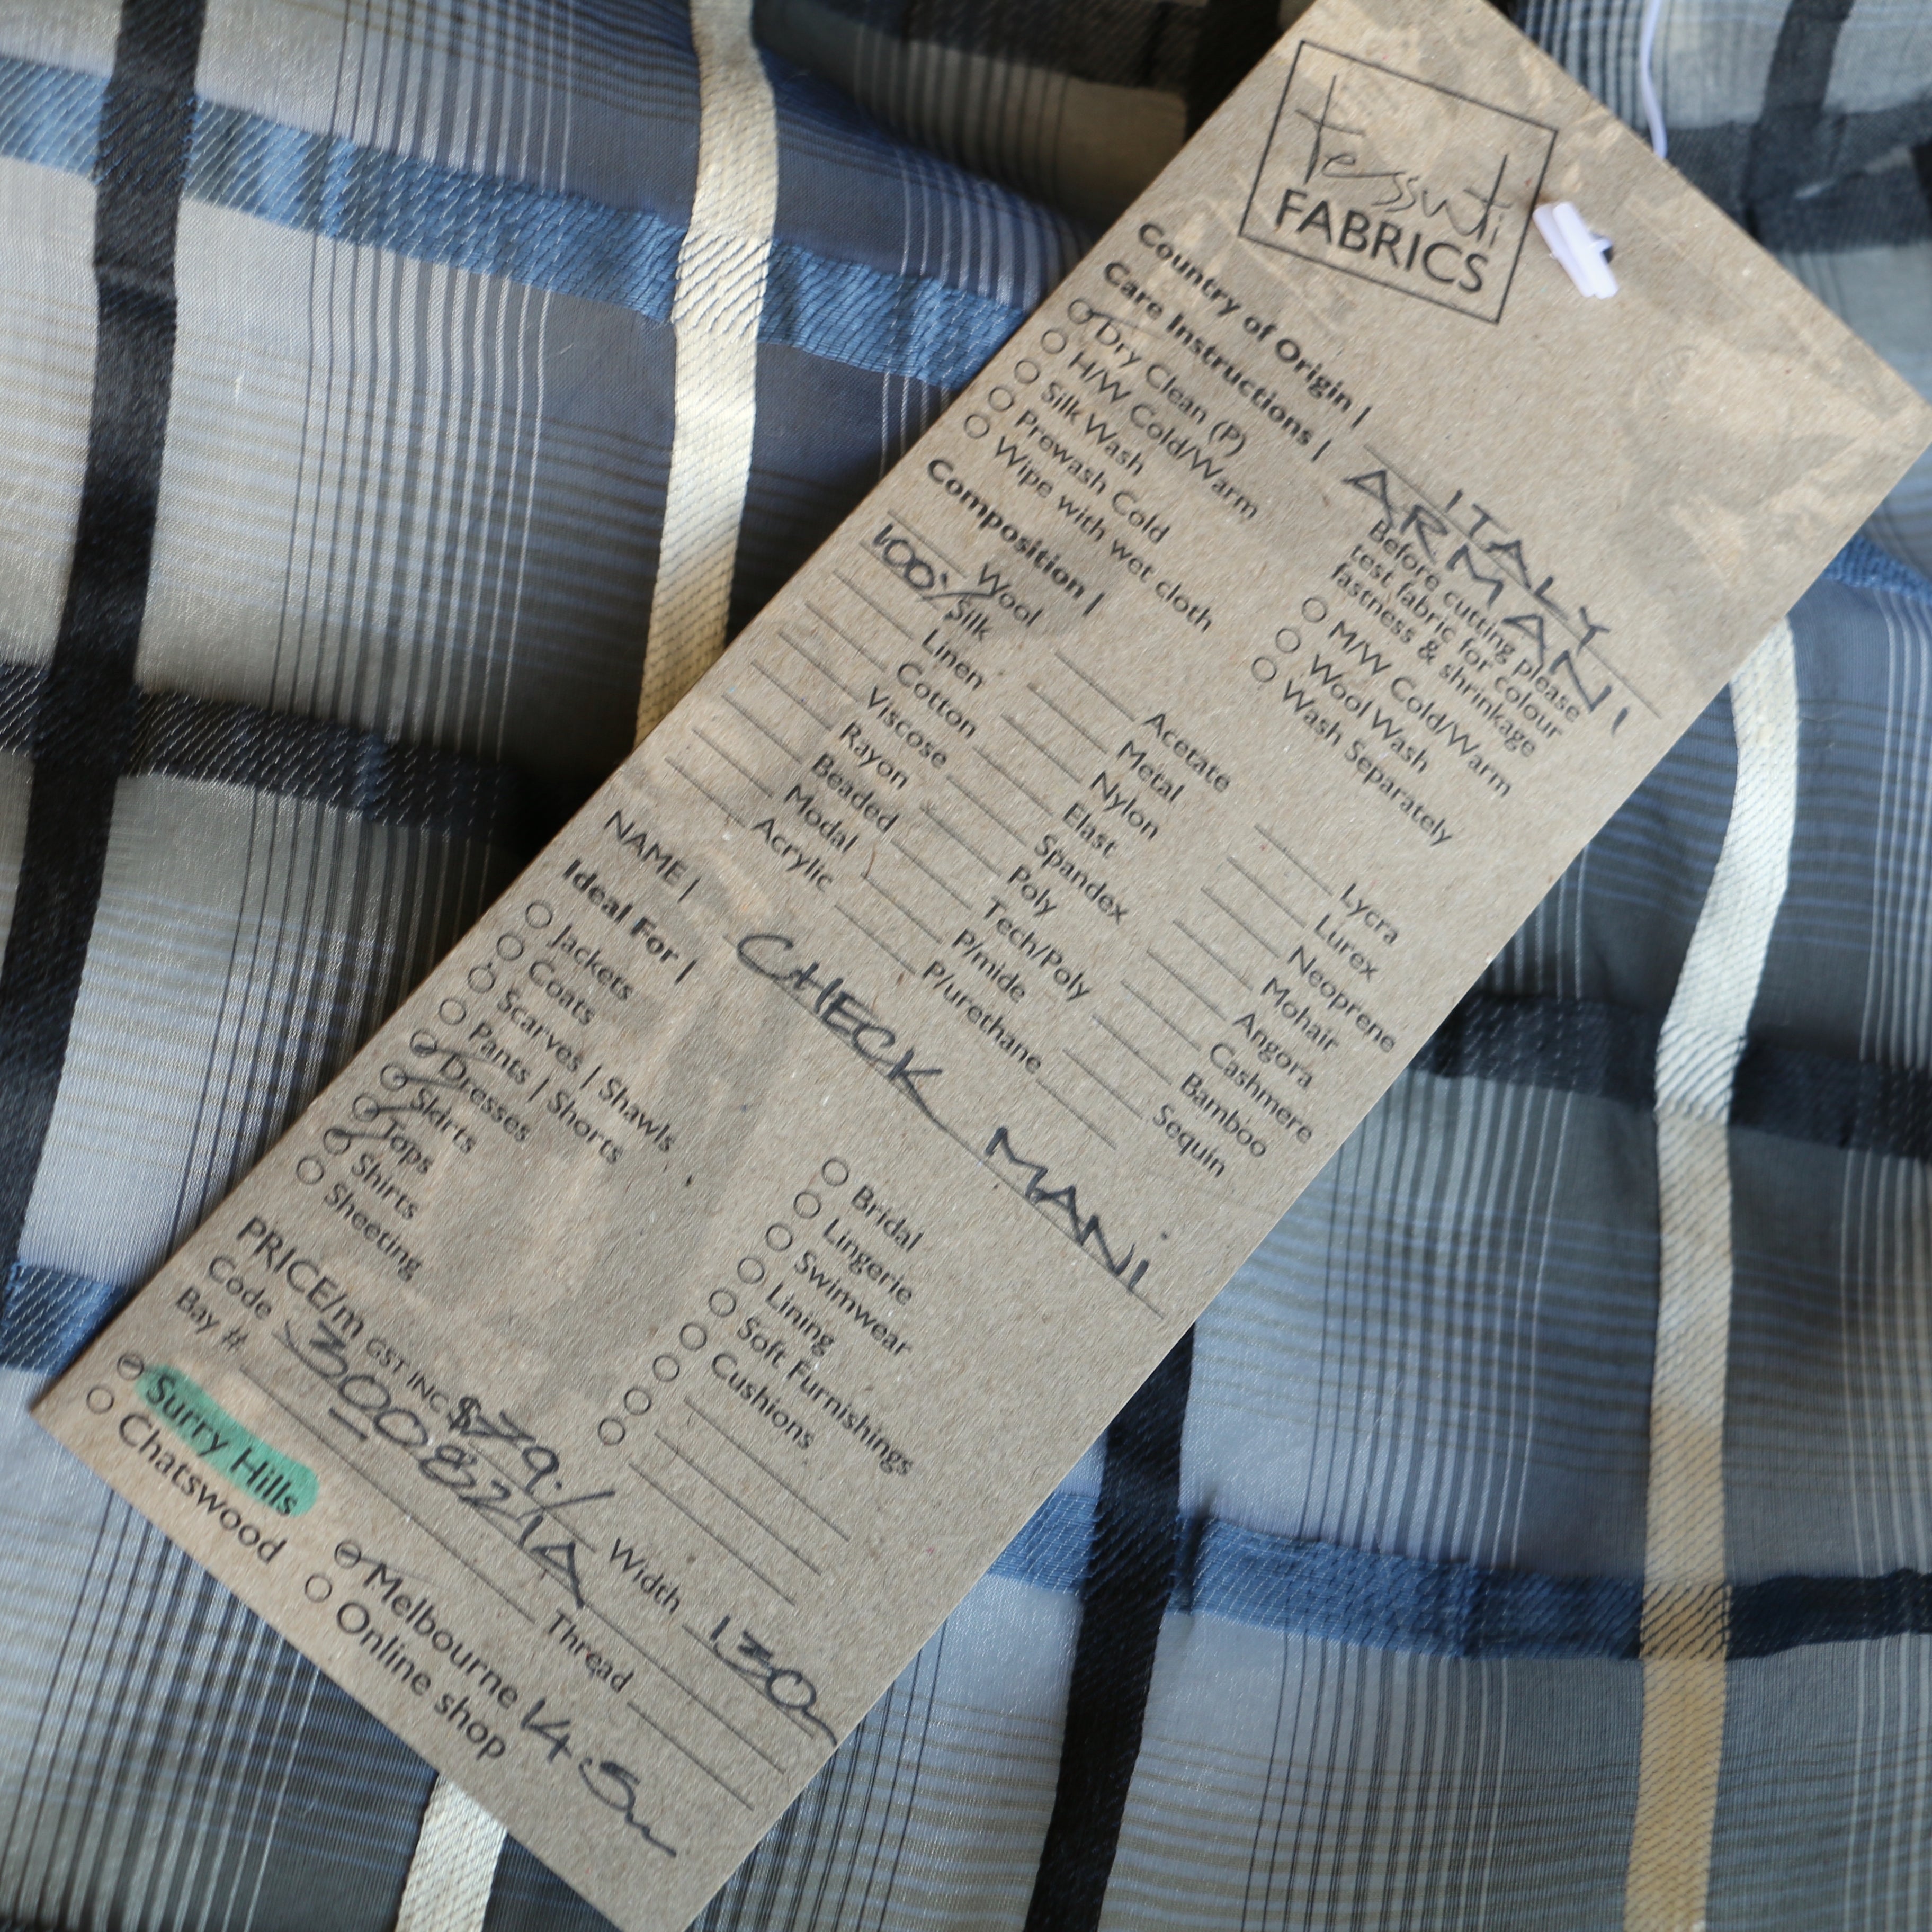 tessuti
FABRICS
Country of Origin | ITALY
ARMANI
Care Instructions |
Before cutting please
test fabric for colour
fastness & shrinkage
Dry Clean (P)
H/W Cold/Warm
Silk Wash
Prewash Cold
Wipe with wet cloth
M/W Cold/Warm
Wool Wash
Wash Separately
Composition |
Wool
100% Silk
Linen
Cotton
Viscose
Rayon
Beaded
Modal
Acrylic
Acetate
Metal
Nylon
Elast
Spandex
Poly
Tech/Poly
P/mide
P/urethane
Lycra
Lurex
Neoprene
Mohair
Angora
Cashmere
Bamboo
Sequin
NAME | CHECK MANI
Ideal For |
Jackets
Coats
Scarves | Shawls
Pants | Shorts
Dresses
Skirts
Tops
Shirts
Sheeting
Bridal
Lingerie
Swimwear
Lining
Soft Furnishings
Cushions
PRICE/m GST INC $79./ Width 130
Code 300821A
Bay # Thread
Surry Hills
Chatswood
Melbourne 14.5m
Online shop